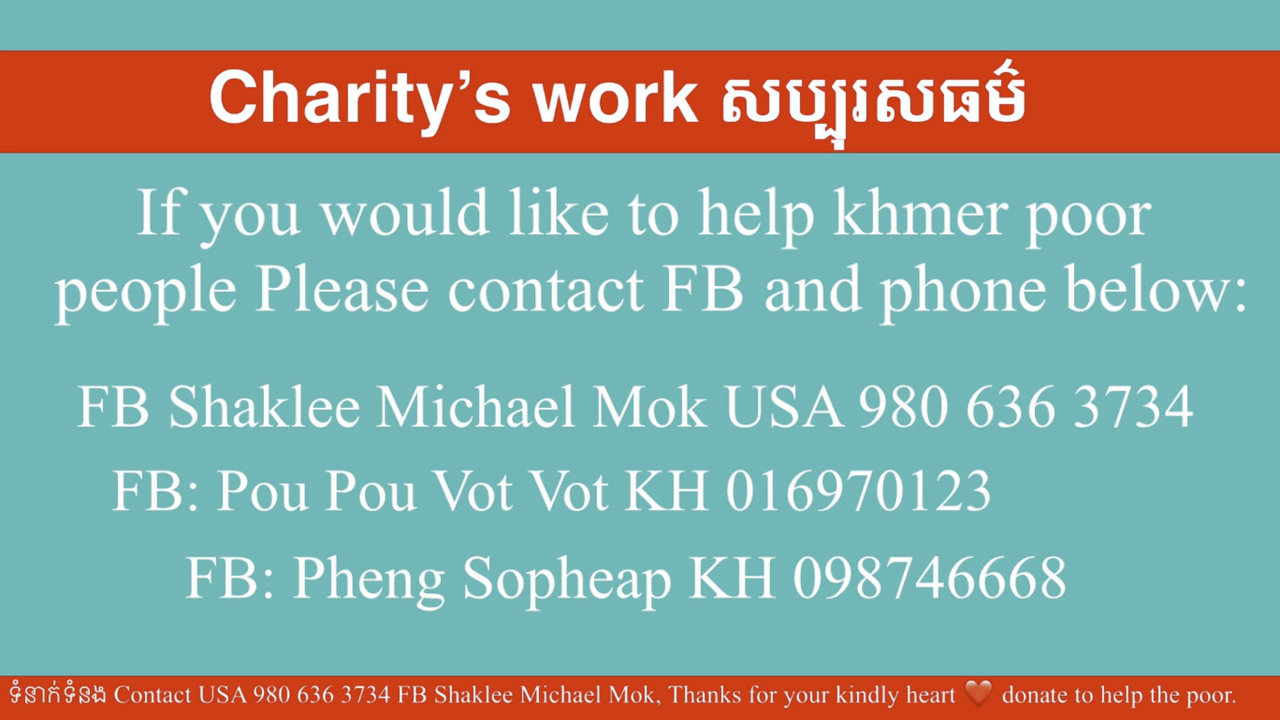 Charity’s work សប្បុរសធម៌
If you would like to help khmer poor
people Please contact FB and phone below:
FB Shaklee Michael Mok USA 980 636 3734
FB: Pou Pou Vot Vot KH 016970123
FB: Pheng Sopheap KH 098746668
ទំនាក់ទំនង Contact USA 980 636 3734 FB Shaklee Michael Mok, Thanks for your kindly heart ❤️ donate to help the poor.